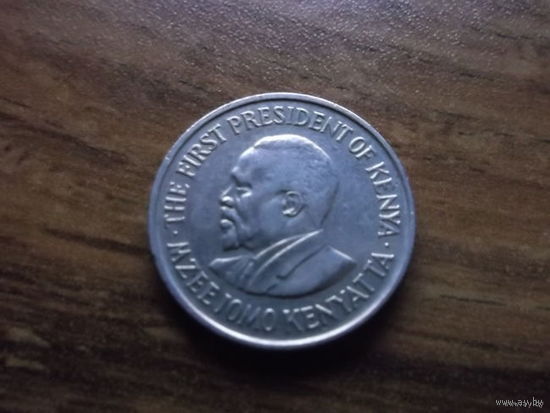 · THE FIRST PRESIDENT OF KENYA ·
MZEE JOMO KENYATTA
www.ay.by